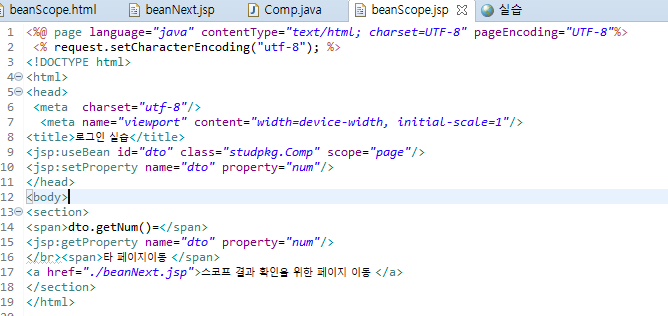 beanScope.html beanNext.jsp Comp.java beanScope.jsp 실습
1 <%@ page language="java" contentType="text/html; charset=UTF-8" pageEncoding="UTF-8"%>
2 <% request.setCharacterEncoding("utf-8"); %>
3 <!DOCTYPE html>
4 <html>
5 <head>
6 <meta charset="utf-8"/>
7 <meta name="viewport" content="width=device-width, initial-scale=1"/>
8 <title>로그인 실습</title>
9 <jsp:useBean id="dto" class="studpkg.Comp" scope="page"/>
10 <jsp:setProperty name="dto" property="num"/>
11 </head>
12 <body>
13 <section>
14 <span>dto.getNum()=</span>
15 <jsp:getProperty name="dto" property="num"/>
16 </br><span>타 페이지이동 </span>
17 <a href="./beanNext.jsp">스코프 결과 확인을 위한 페이지 이동 </a>
18 </section>
19 </html>
20